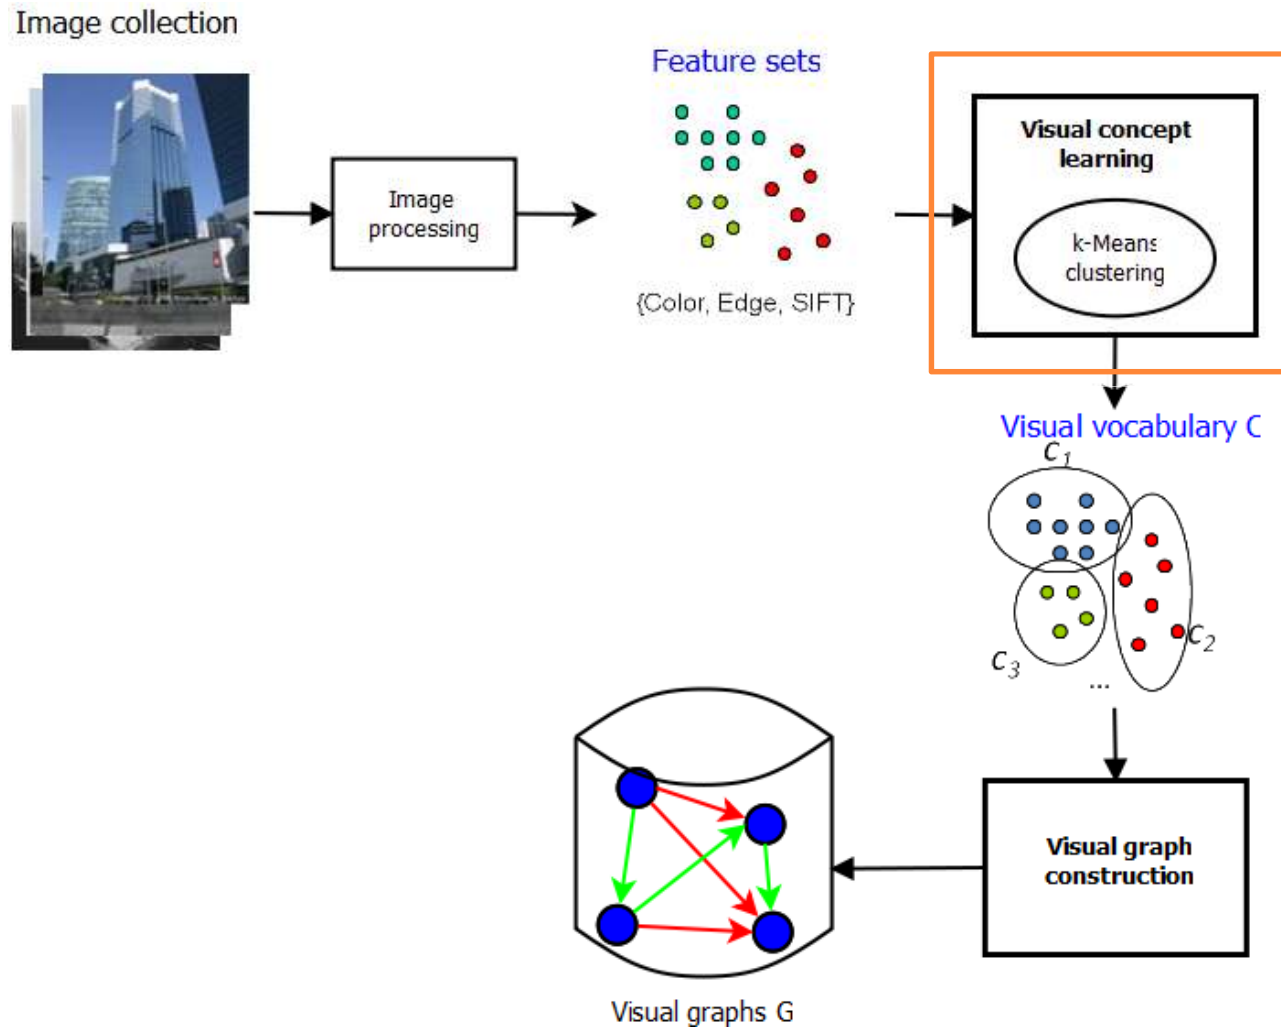 Image collection
Image
processing
Feature sets
{Color, Edge, SIFT}
Visual concept
learning
k-Means
clustering
Visual vocabulary C
c1
c2
c3
...
Visual graph
construction
Visual graphs G